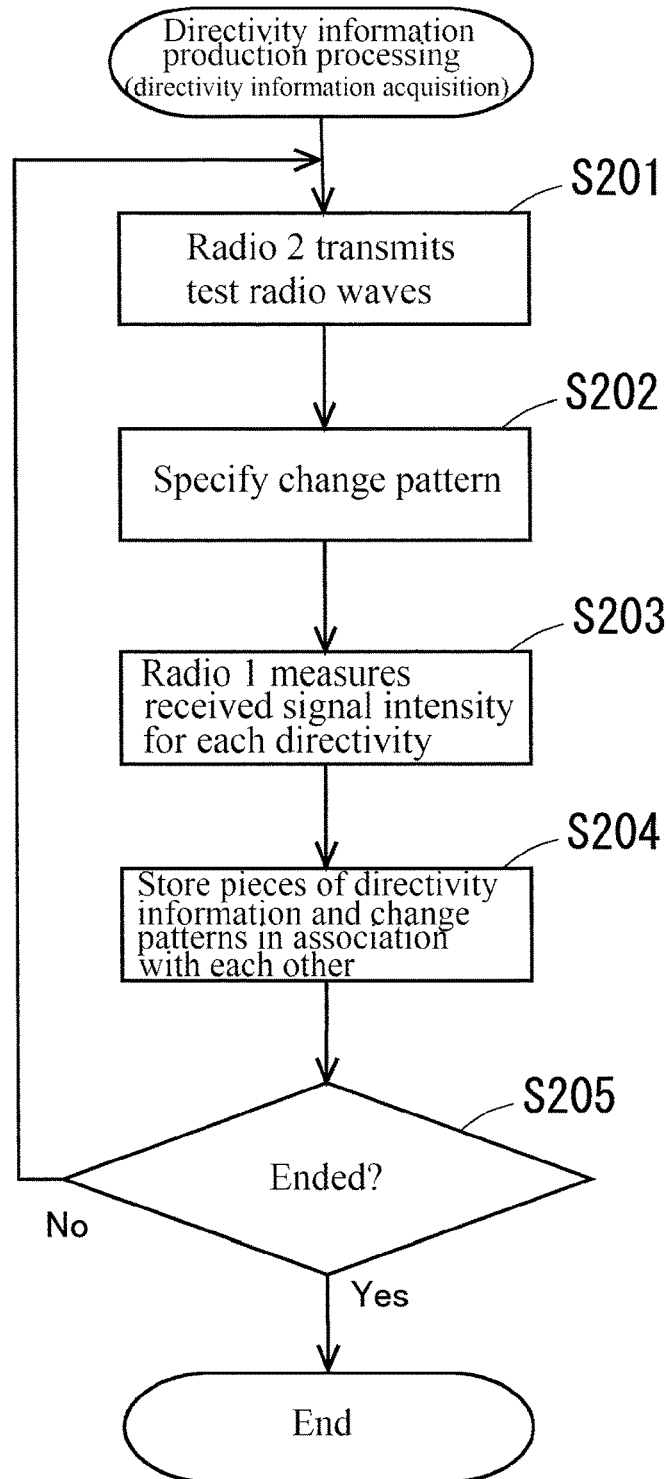 Directivity information
production processing
(directivity information acquisition)
S201
Radio 2 transmits
test radio waves
S202
Specify change pattern
S203
Radio 1 measures
received signal intensity
for each directivity
S204
Store pieces of directivity
information and change
patterns in association
with each other
S205
Ended?
No
Yes
End